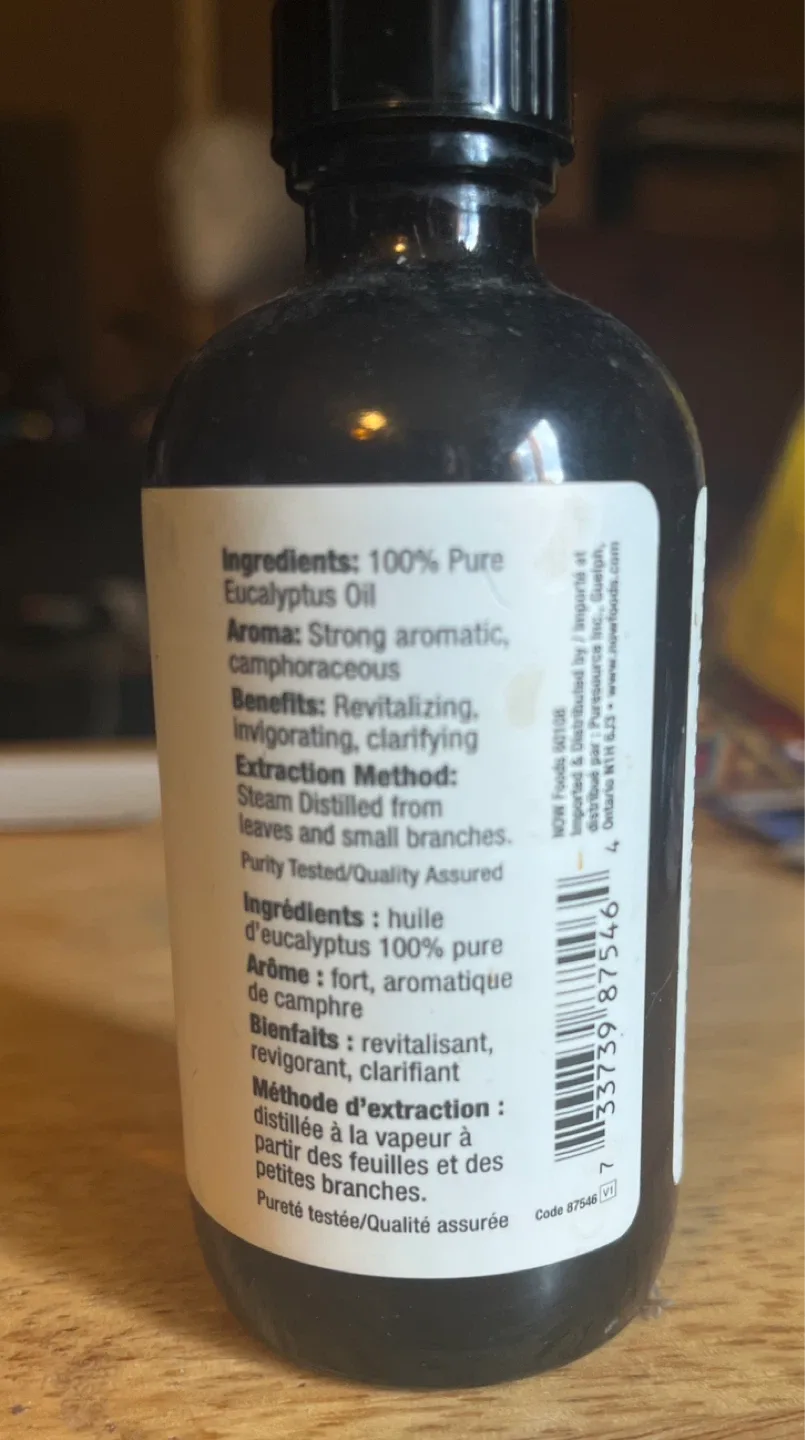 Ingredients: 100% Pure
Eucalyptus Oil
Aroma: Strong aromatic,
camphoraceous
Benefits: Revitalizing,
invigorating, clarifying
Extraction Method:
Steam Distilled from
leaves and small branches.
Purity Tested/Quality Assured
Ingrédients : huile
d'eucalyptus 100% pure
Arôme : fort, aromatique
de camphre
Bienfaits : revitalisant,
revigorant, clarifiant
Méthode d'extraction :
distillée à la vapeur à
partir des feuilles et des
petites branches.
Pureté testée/Qualité assurée
NOW Foods 60108
Imported & Distributed by / Importé et
distribué par : Puresource Inc., Guelph,
Ontario N1H 6J3 • www.nowfoods.com
7 33739 87546 4
Code 87546 V1